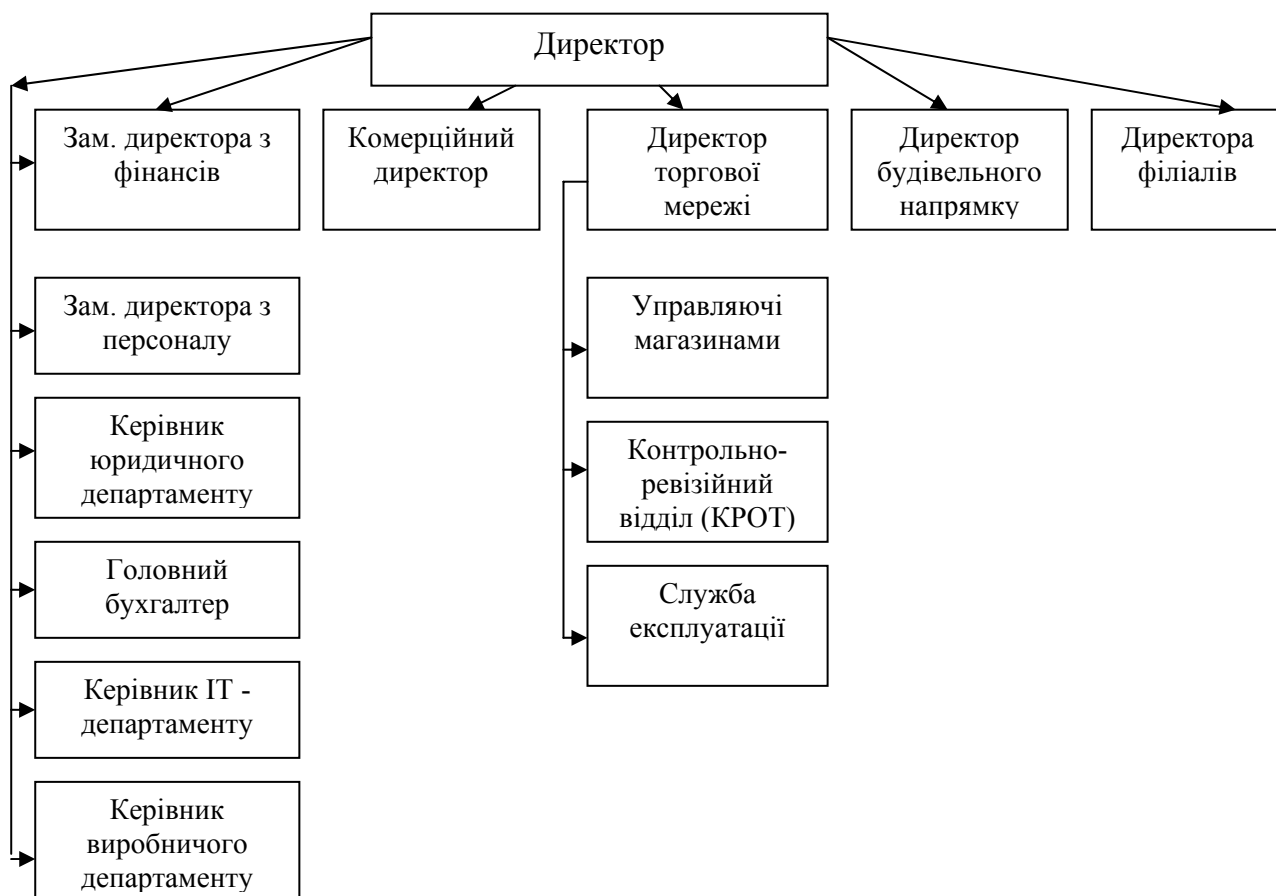 Директор
Зам. директора з
фінансів
Комерційний
директор
Директор
торгової
мережі
Директор
будівельного
напрямку
Директора
філіалів
Зам. директора з
персоналу
Керівник
юридичного
департаменту
Головний
бухгалтер
Керівник ІТ -
департаменту
Керівник
виробничого
департаменту
Управляючі
магазинами
Контрольно-
ревізійний
відділ (КРОТ)
Служба
експлуатації